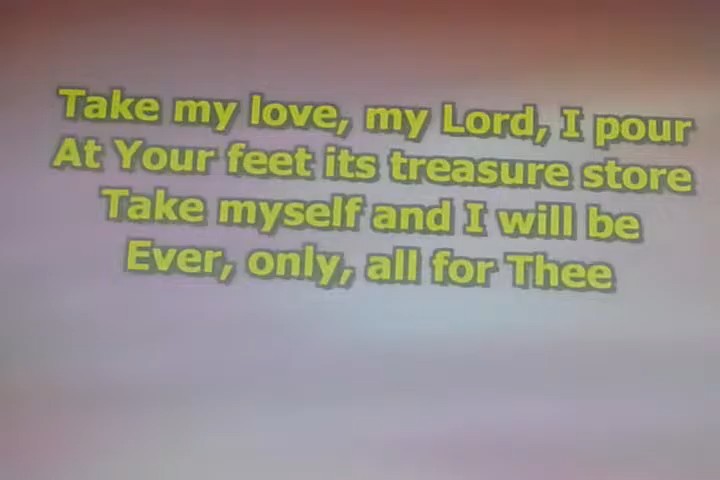 Take my love, my Lord, I pour
At Your feet its treasure store
Take myself and I will be
Ever, only, all for Thee